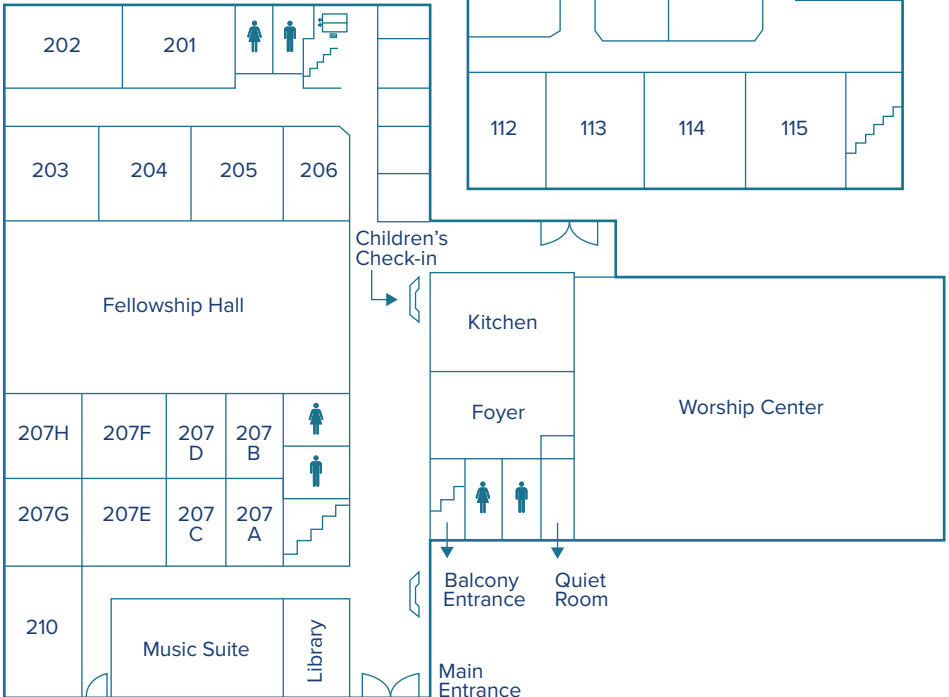 202
201
112
113
114
115
203
204
205
206
Children’s
Check-in
Fellowship Hall
Kitchen
Foyer
Worship Center
207H
207F
207
D
207
B
207G
207E
207
C
207
A
Balcony
Entrance
Quiet
Room
210
Music Suite
Library
Main
Entrance